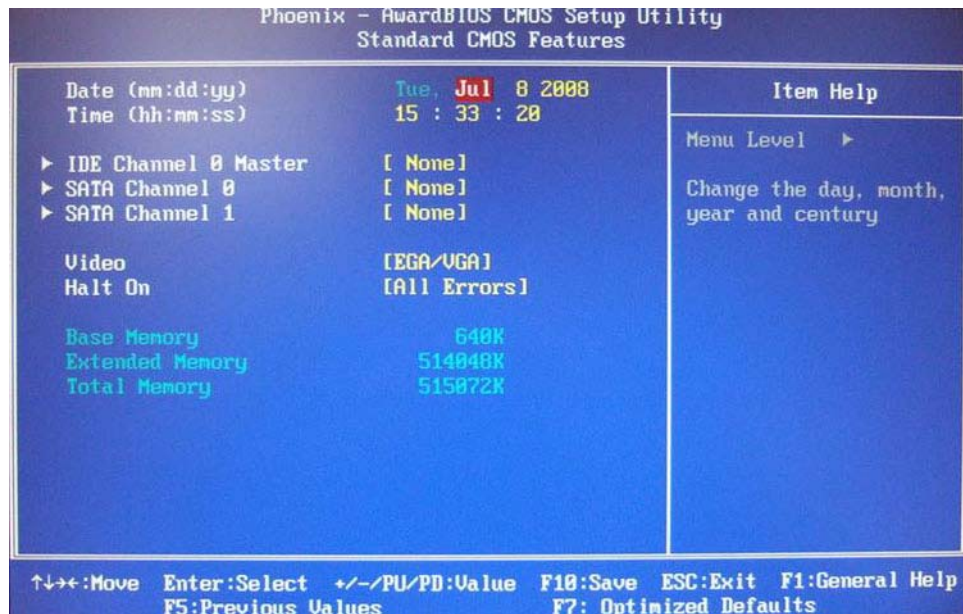 Phoenix - AwardBIOS CMOS Setup Utility
Standard CMOS Features
Date (mm:dd:yy) Tue, Jul 8 2008
Time (hh:mm:ss) 15 : 33 : 20
► IDE Channel 0 Master [ None]
► SATA Channel 0 [ None]
► SATA Channel 1 [ None]
Video [EGA/VGA]
Halt On [All Errors]
Base Memory 640K
Extended Memory 514048K
Total Memory 515072K
Item Help
Menu Level ►
Change the day, month,
year and century
↑↓→←:Move Enter:Select +/-/PU/PD:Value F10:Save ESC:Exit F1:General Help
F5:Previous Values F7: Optimized Defaults